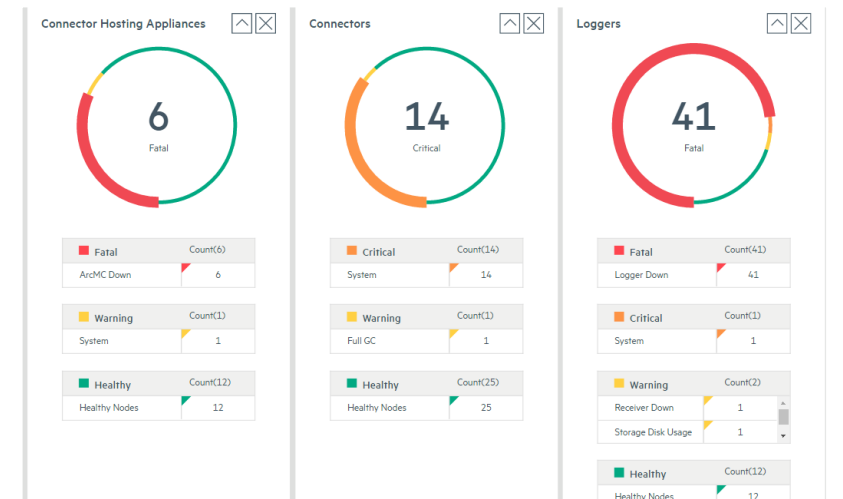 Connector Hosting Appliances
6
Fatal
Fatal Count(6)
ArcMC Down 6
Warning Count(1)
System 1
Healthy Count(12)
Healthy Nodes 12
Connectors
14
Critical
Critical Count(14)
System 14
Warning Count(1)
Full GC 1
Healthy Count(25)
Healthy Nodes 25
Loggers
41
Fatal
Fatal Count(41)
Logger Down 41
Critical Count(1)
System 1
Warning Count(2)
Receiver Down 1
Storage Disk Usage 1
Healthy Count(12)
Healthy Nodes 12